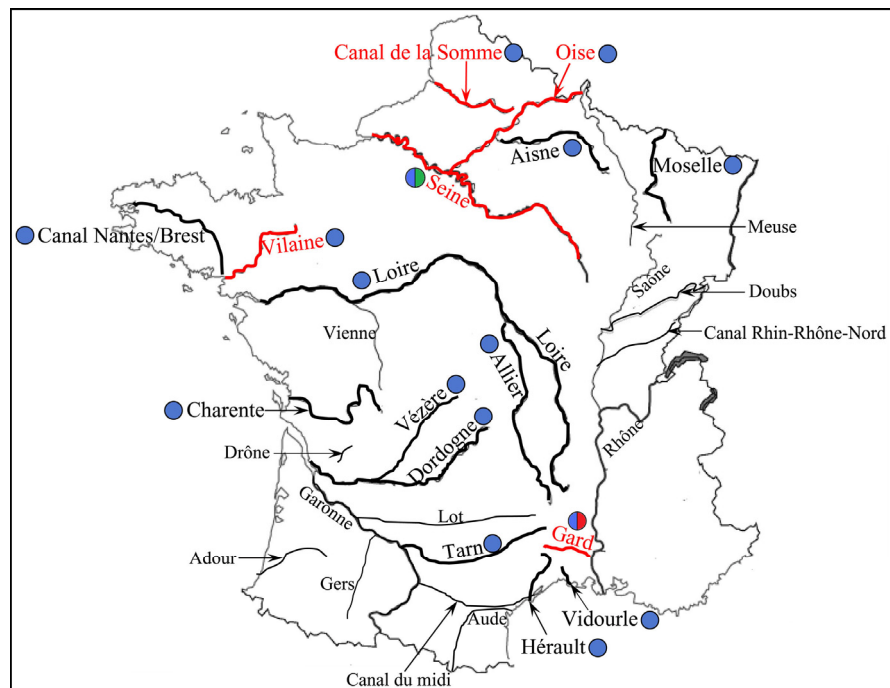 Canal de la Somme
Oise
Aisne
Moselle
Seine
Canal Nantes/Brest
Vilaine
Meuse
Loire
Saône
Doubs
Vienne
Loire
Canal Rhin-Rhône-Nord
Allier
Vézère
Charente
Dordogne
Rhône
Drône
Garonne
Lot
Gard
Tarn
Adour
Gers
Aude
Vidourle
Hérault
Canal du midi